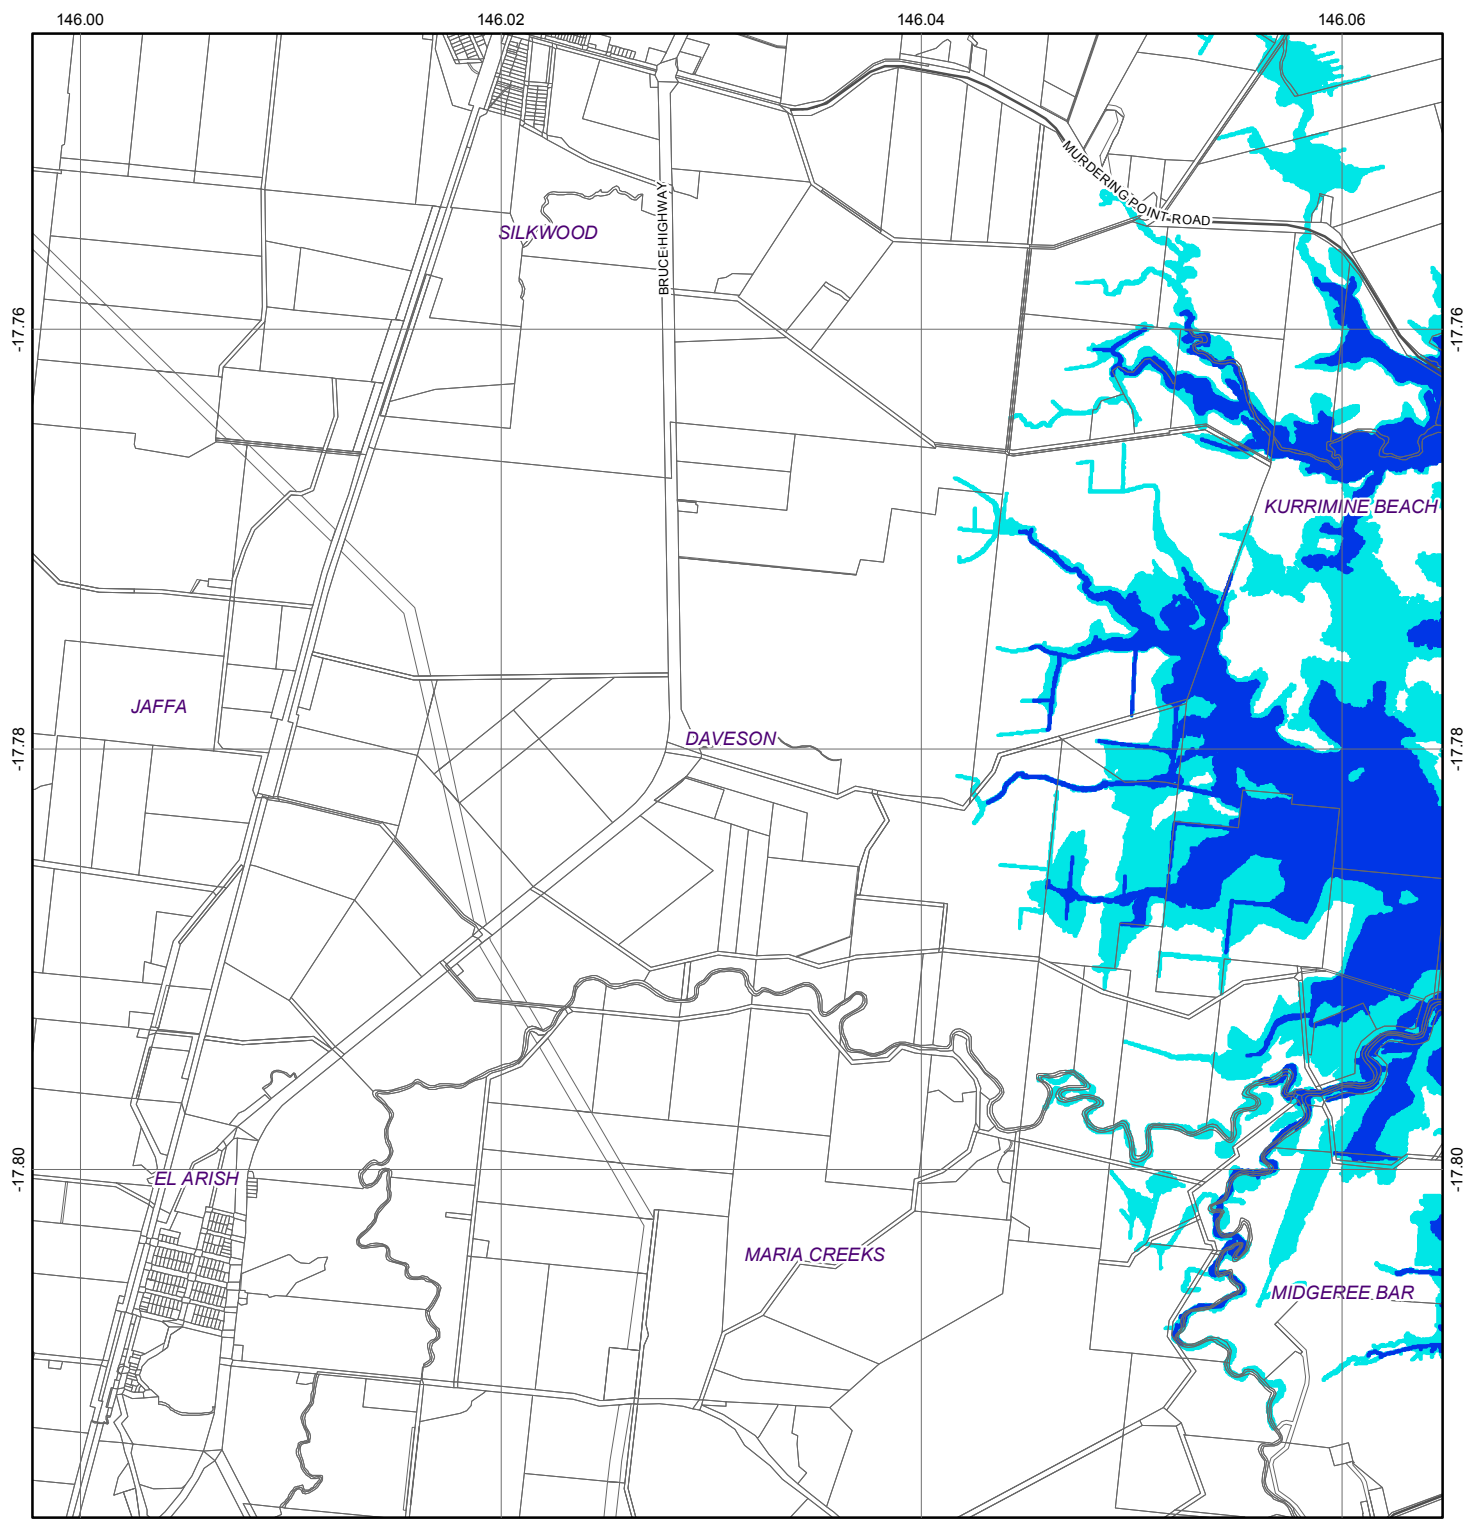 146.00
146.02
146.04
146.06
MURDERING POINT ROAD
BRUCE HIGHWAY
SILKWOOD
-17.76
-17.76
KURRIMINE BEACH
JAFFA
DAVESON
-17.78
-17.78
EL ARISH
-17.80
-17.80
MARIA CREEKS
MIDGEREE BAR